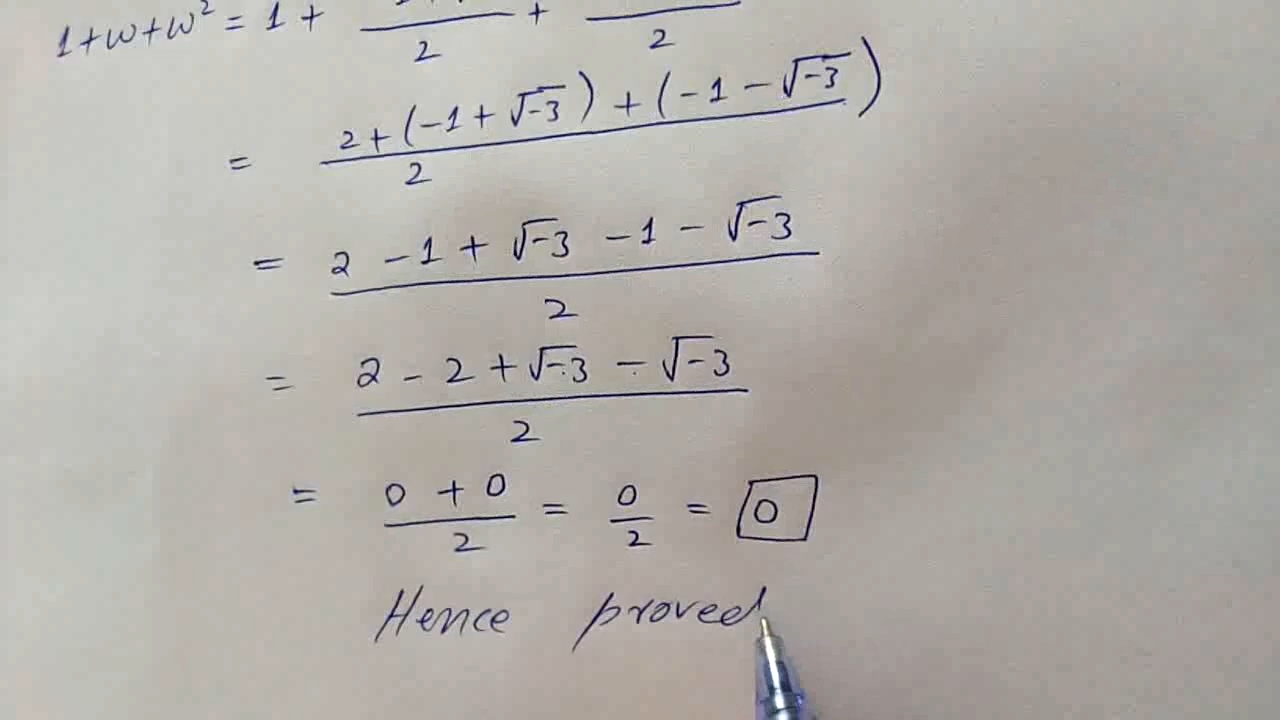 1+w+w² = 1 + /2 + /2
= 2+(-1+√-3)+(-1-√-3)/2
= 2 -1+√-3 -1-√-3/2
= 2-2+√-3 -√-3/2
= 0+0/2 = 0/2 = 0
Hence proved